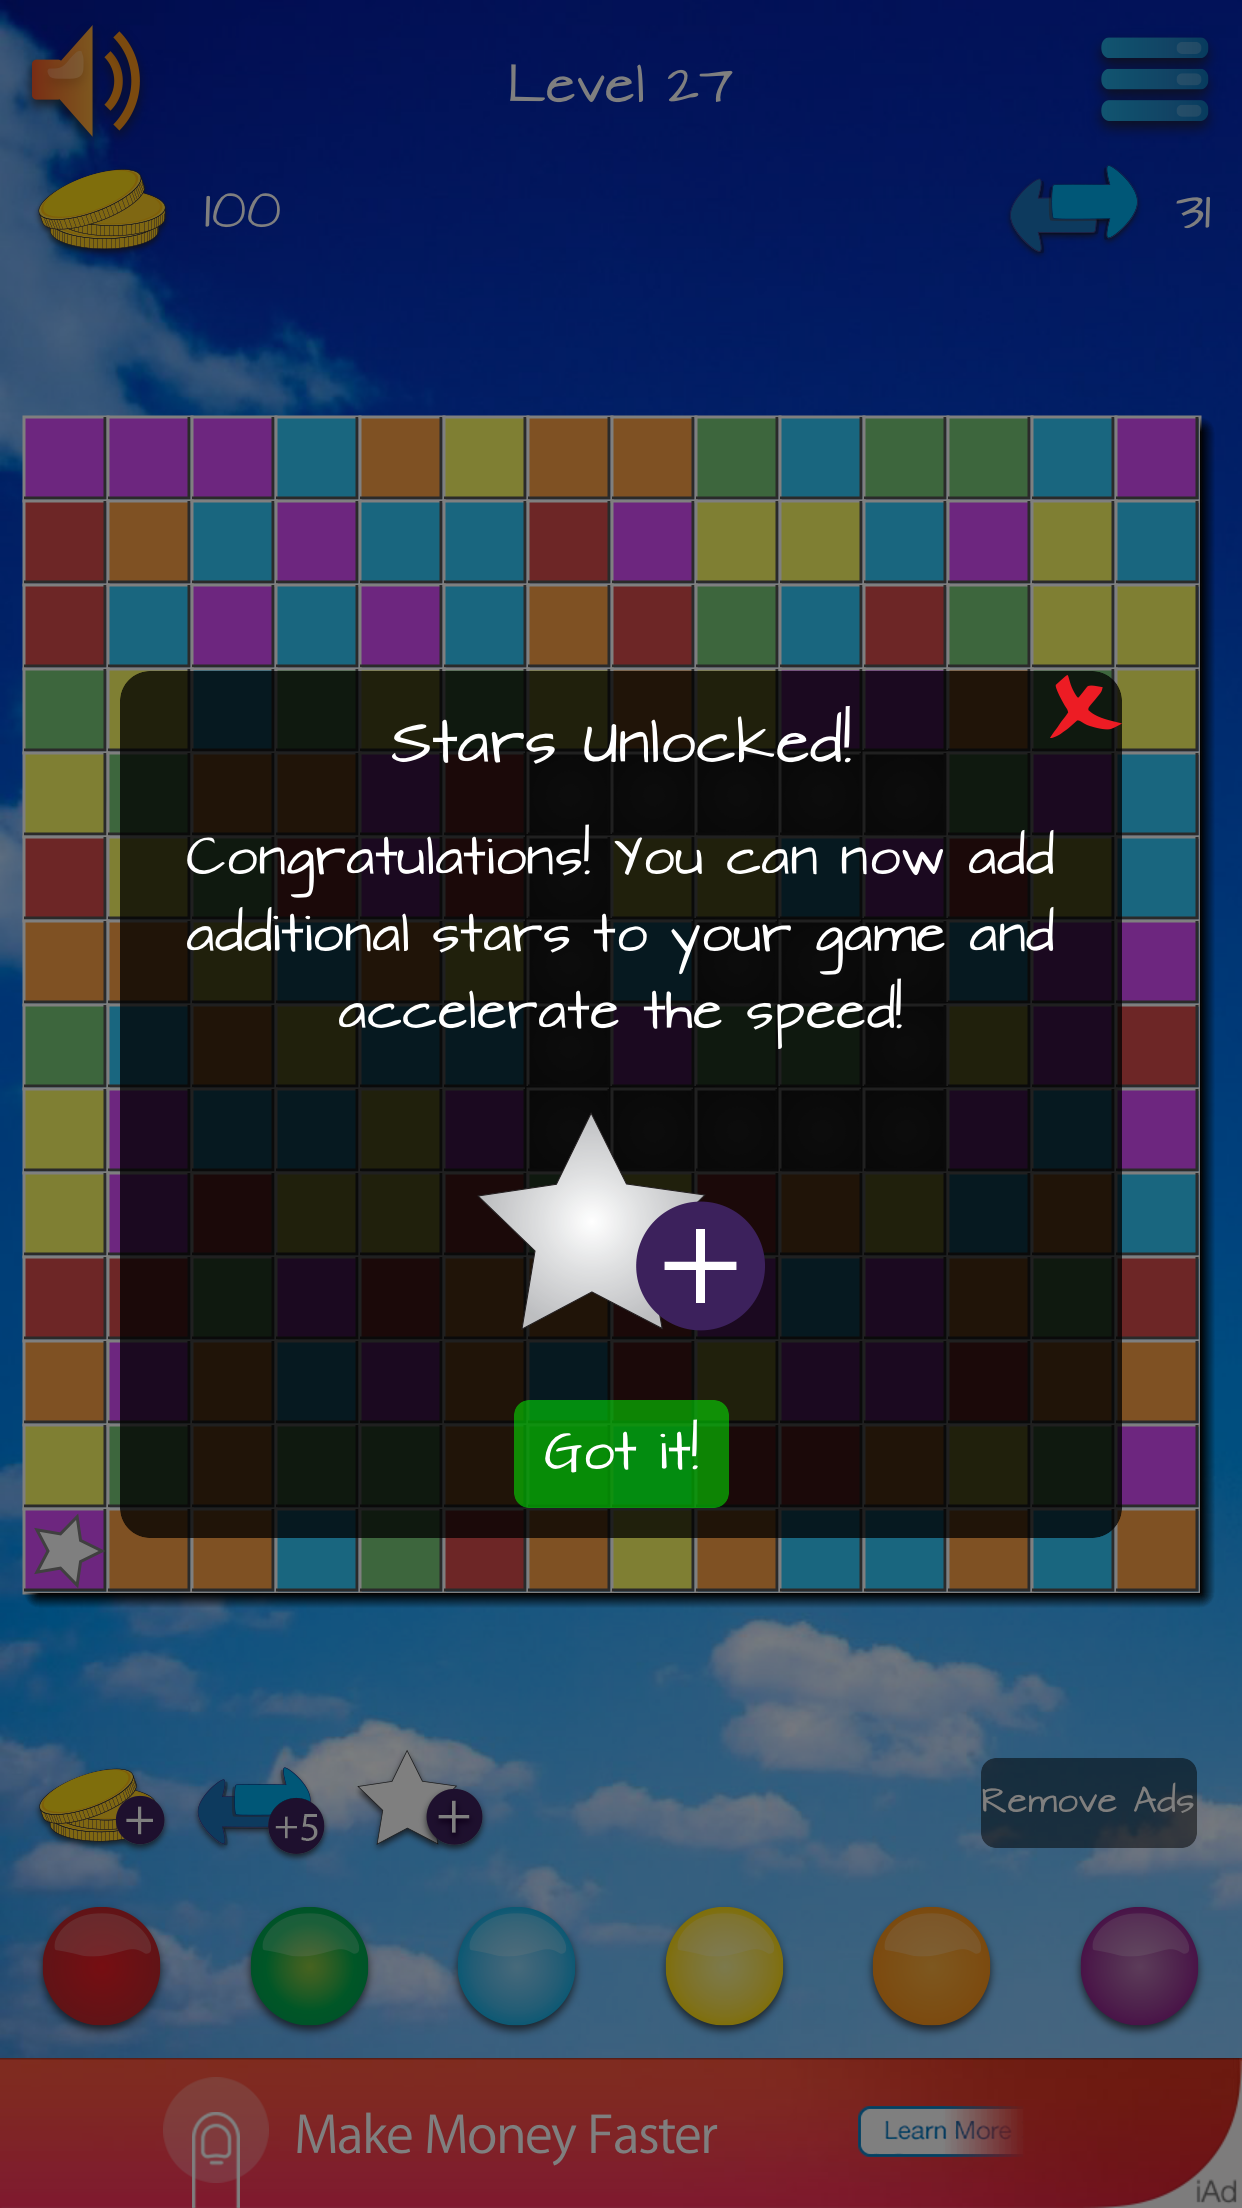 Level 27
100
31
Stars Unlocked!
Congratulations! You can now add
additional stars to your game and
accelerate the speed!
Got it!
+5
Remove Ads
Make Money Faster
Learn More
iAd